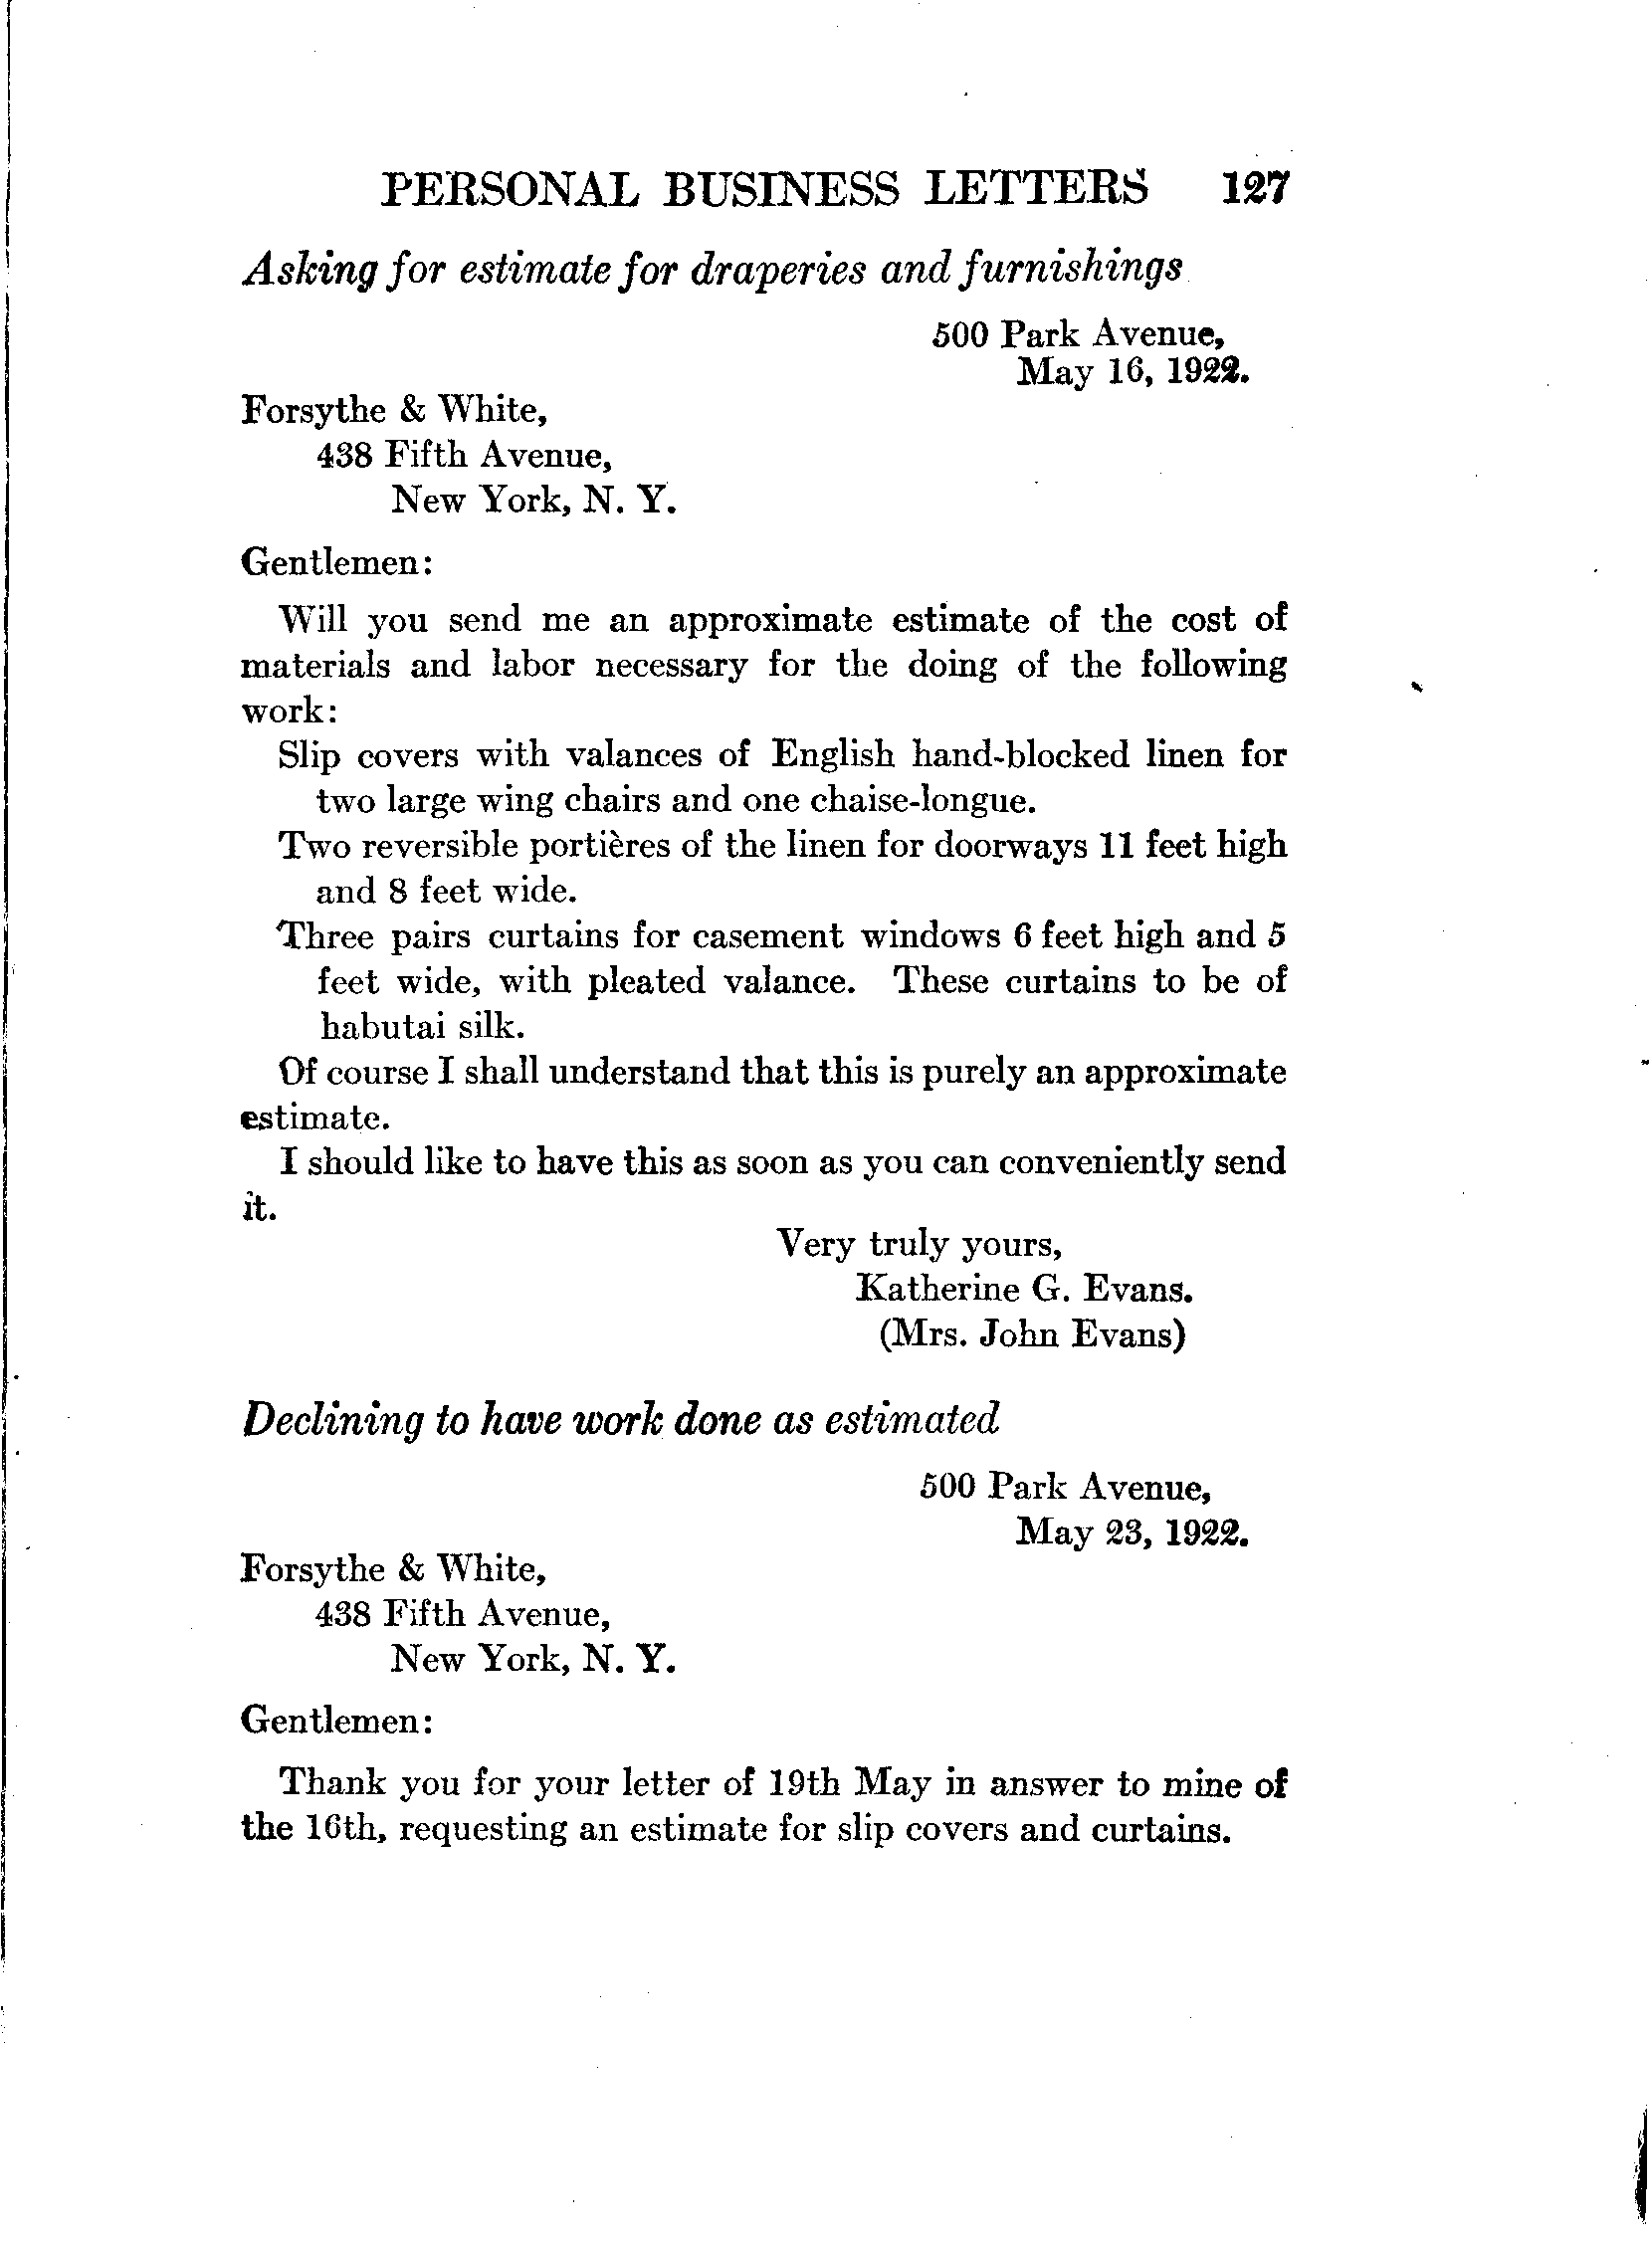 PERSONAL BUSINESS LETTERS 127
Asking for estimate for draperies and furnishings
500 Park Avenue,
May 16, 1922.
Forsythe & White,
438 Fifth Avenue,
New York, N. Y.
Gentlemen:
Will you send me an approximate estimate of the cost of
materials and labor necessary for the doing of the following
work:
Slip covers with valances of English hand-blocked linen for
two large wing chairs and one chaise-longue.
Two reversible portières of the linen for doorways 11 feet high
and 8 feet wide.
Three pairs curtains for casement windows 6 feet high and 5
feet wide, with pleated valance. These curtains to be of
habutai silk.
Of course I shall understand that this is purely an approximate
estimate.
I should like to have this as soon as you can conveniently send
it.
Very truly yours,
Katherine G. Evans.
(Mrs. John Evans)
Declining to have work done as estimated
500 Park Avenue,
May 23, 1922.
Forsythe & White,
438 Fifth Avenue,
New York, N. Y.
Gentlemen:
Thank you for your letter of 19th May in answer to mine of
the 16th, requesting an estimate for slip covers and curtains.